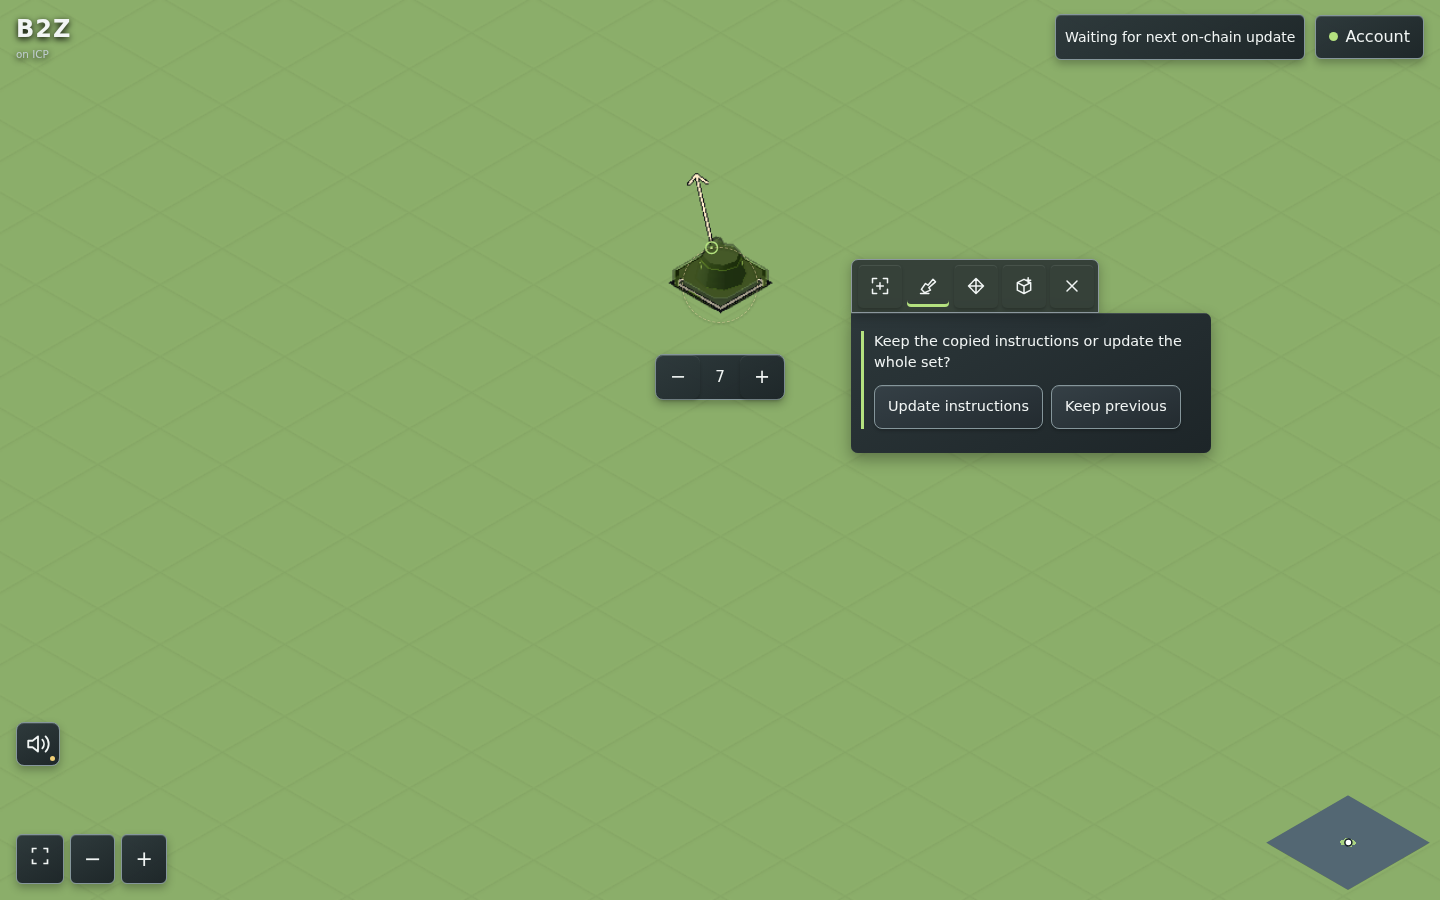 B2Z
on ICP
Waiting for next on-chain update
Account
− 7 +
Keep the copied instructions or update the
whole set?
Update instructions
Keep previous
− +